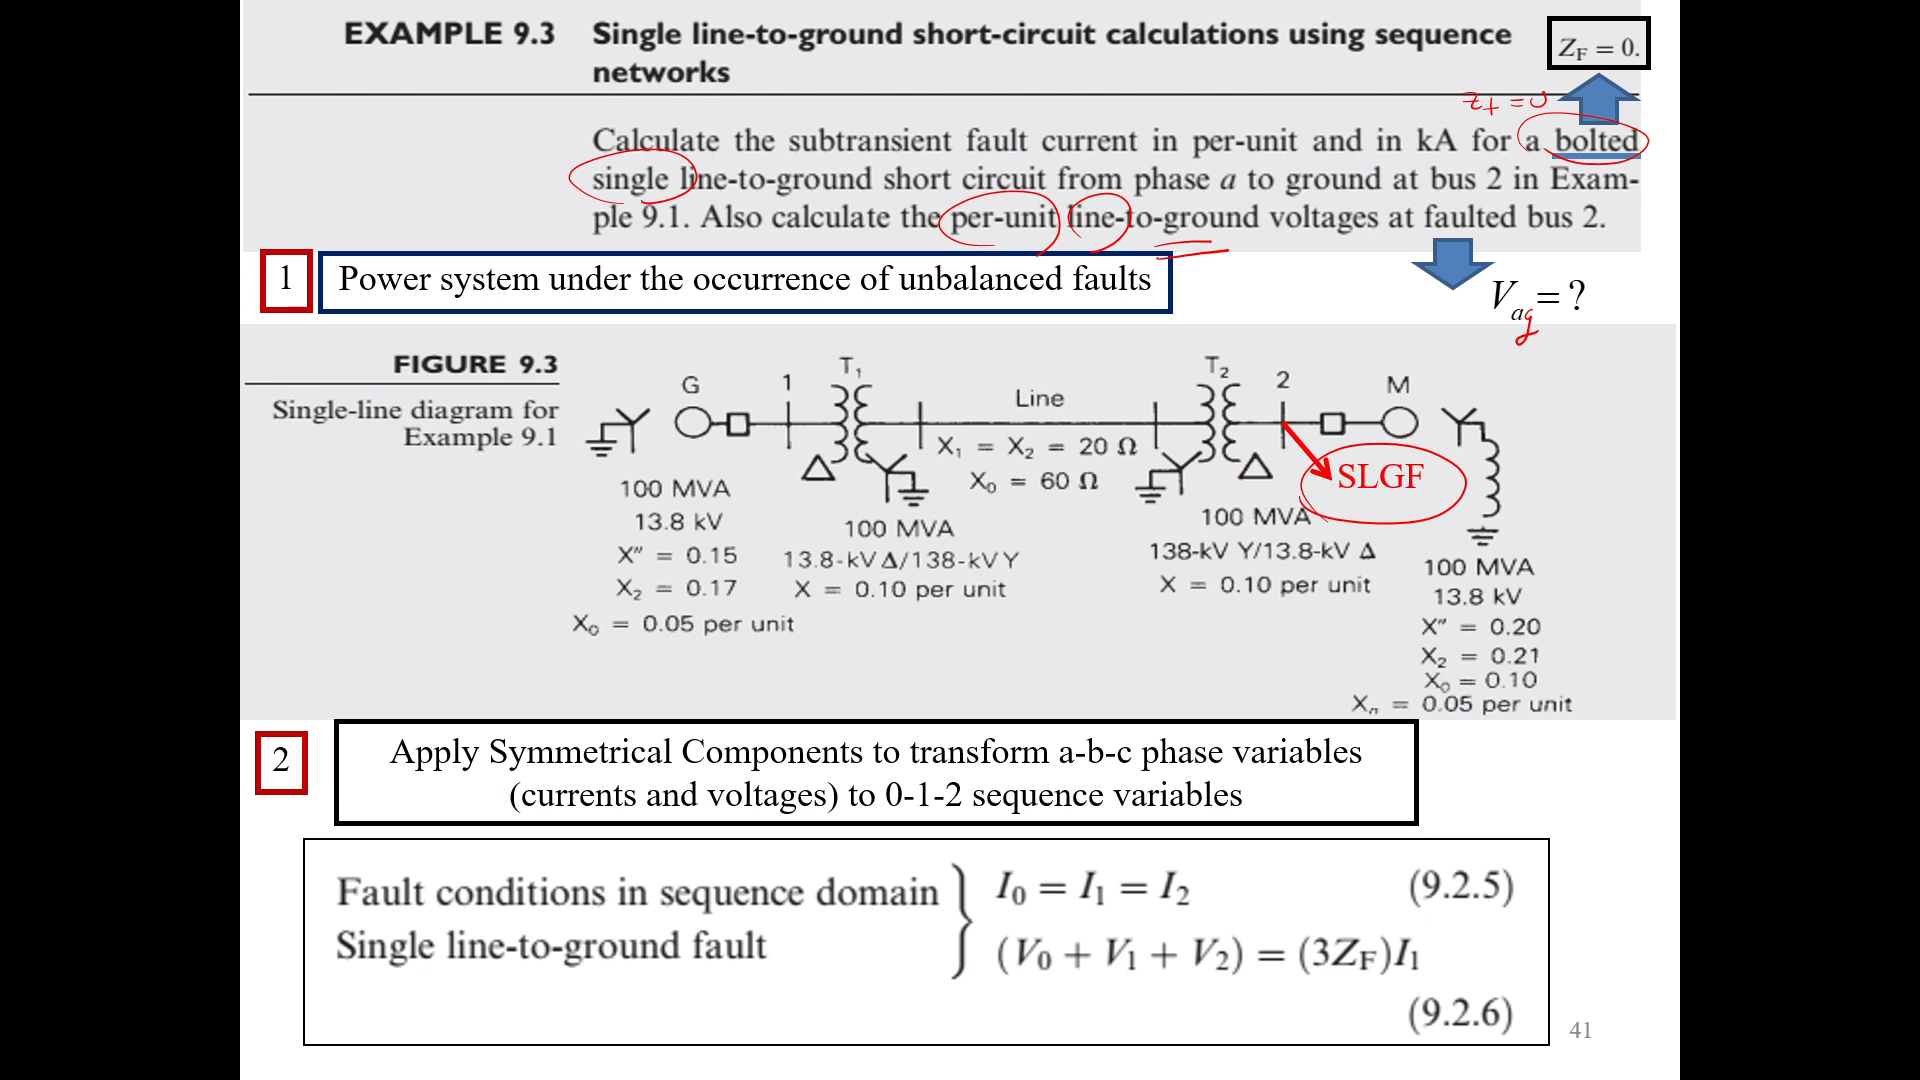 EXAMPLE 9.3 Single line-to-ground short-circuit calculations using sequence
networks
Z_F = 0.
Z_f = 0
Calculate the subtransient fault current in per-unit and in kA for a bolted
single line-to-ground short circuit from phase a to ground at bus 2 in Exam-
ple 9.1. Also calculate the per-unit line-to-ground voltages at faulted bus 2.
1 Power system under the occurrence of unbalanced faults
V_ag = ?
FIGURE 9.3
Single-line diagram for
Example 9.1
G
1
T₁
Line
X₁ = X₂ = 20 Ω
X₀ = 60 Ω
T₂
2
M
SLGF
100 MVA
13.8 kV
X″ = 0.15
X₂ = 0.17
X₀ = 0.05 per unit
100 MVA
13.8-kV Δ/138-kV Y
X = 0.10 per unit
100 MVA
138-kV Y/13.8-kV Δ
X = 0.10 per unit
100 MVA
13.8 kV
X″ = 0.20
X₂ = 0.21
X₀ = 0.10
Xₙ = 0.05 per unit
2
Apply Symmetrical Components to transform a-b-c phase variables
(currents and voltages) to 0-1-2 sequence variables
Fault conditions in sequence domain
Single line-to-ground fault
I₀ = I₁ = I₂ (9.2.5)
(V₀ + V₁ + V₂) = (3Z_F)I₁
(9.2.6)
41